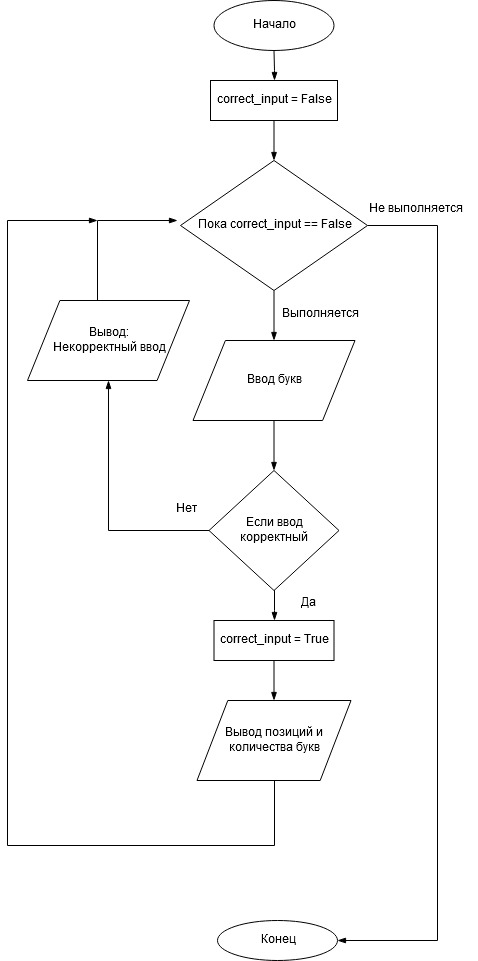 Начало
correct_input = False
Не выполняется
Пока correct_input == False
Выполняется
Вывод:
Некорректный ввод
Ввод букв
Нет
Если ввод
корректный
Да
correct_input = True
Вывод позиций и
количества букв
Конец